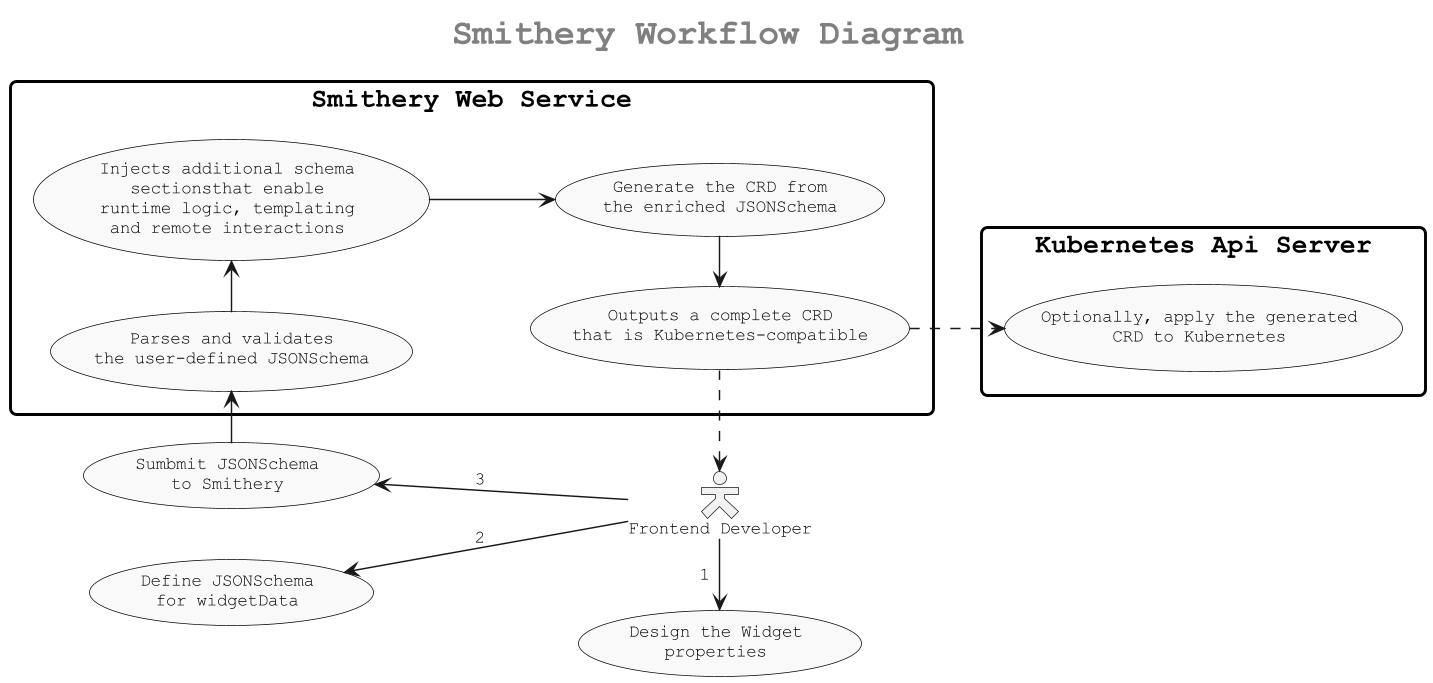 Smithery Workflow Diagram
Smithery Web Service
Injects additional schema
sectionsthat enable
runtime logic, templating
and remote interactions
Generate the CRD from
the enriched JSONSchema
Kubernetes Api Server
Parses and validates
the user-defined JSONSchema
Outputs a complete CRD
that is Kubernetes-compatible
Optionally, apply the generated
CRD to Kubernetes
Sumbmit JSONSchema
to Smithery
3
Frontend Developer
2
Define JSONSchema
for widgetData
1
Design the Widget
properties